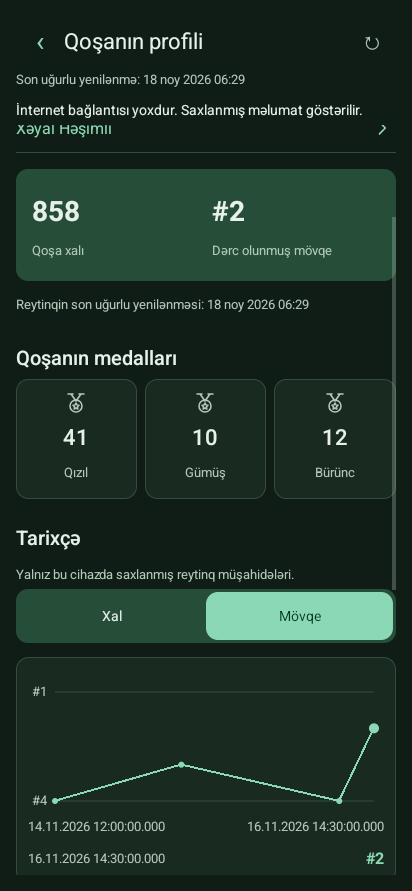 Qoşanın profili
Son uğurlu yenilənmə: 18 noy 2026 06:29
İnternet bağlantısı yoxdur. Saxlanmış məlumat göstərilir.
Xəyal Həşimli
858
#2
Qoşa xalı
Dərc olunmuş mövqe
Reytinqin son uğurlu yenilənməsi: 18 noy 2026 06:29
Qoşanın medalları
41
10
12
Qızıl
Gümüş
Bürünc
Tarixçə
Yalnız bu cihazda saxlanmış reytinq müşahidələri.
Xal
Mövqe
#1
#4
14.11.2026 12:00:00.000
16.11.2026 14:30:00.000
16.11.2026 14:30:00.000
#2